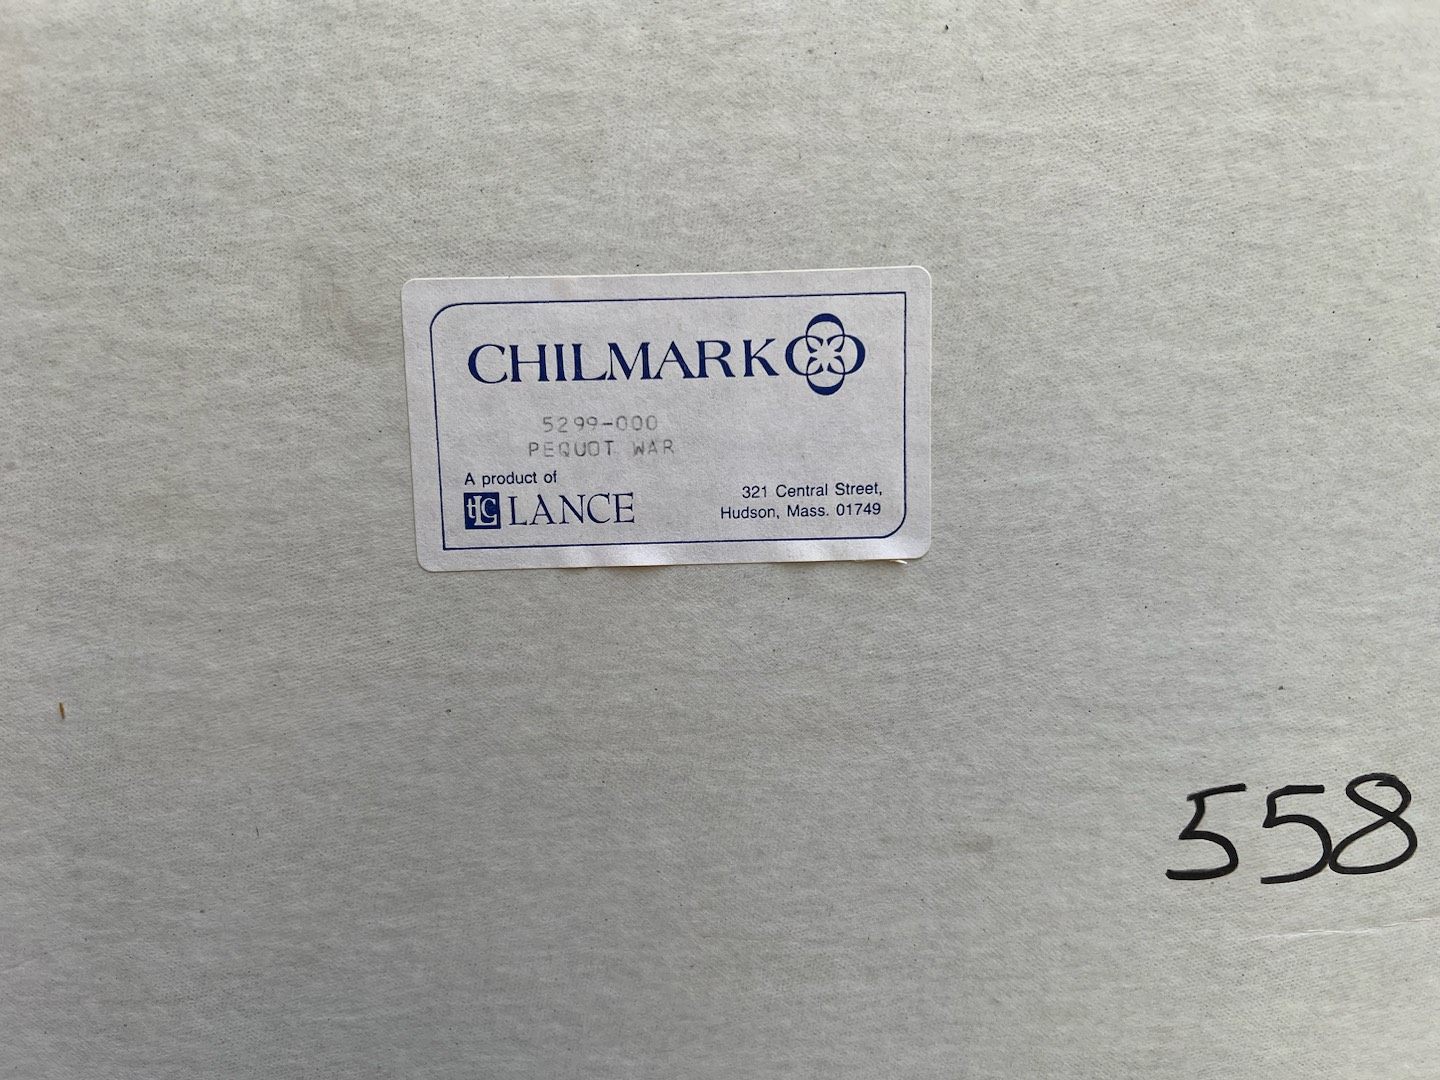 CHILMARK
5299-000
PEQUOT WAR
A product of
tLC LANCE
321 Central Street,
Hudson, Mass. 01749
558